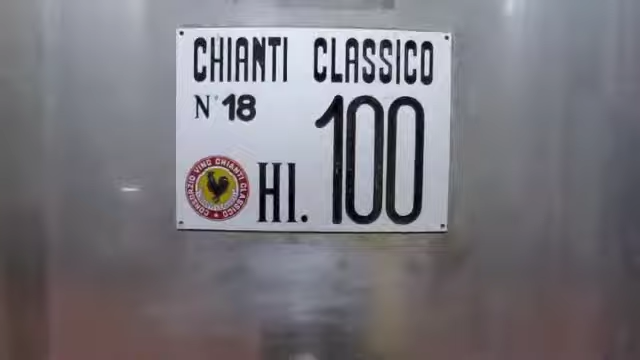 CHIANTI CLASSICO
N° 18
Hl. 100
CONSORZIO VINO CHIANTI CLASSICO